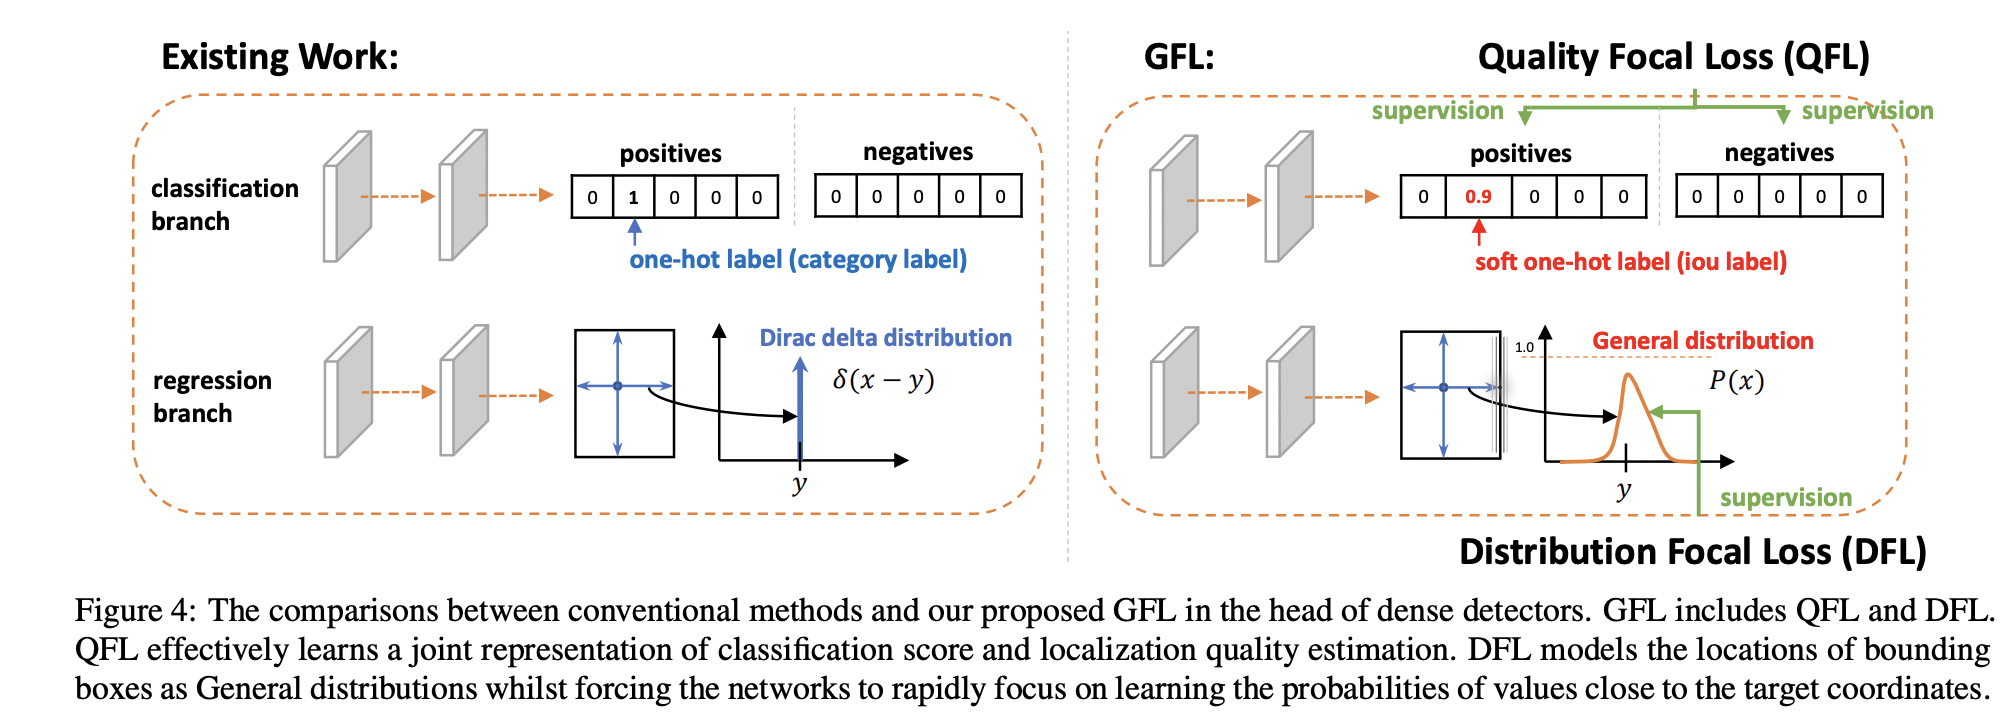 Existing Work:
classification
branch
positives
negatives
0 1 0 0 0
0 0 0 0 0
one-hot label (category label)
regression
branch
Dirac delta distribution
δ(x − y)
y
GFL:
Quality Focal Loss (QFL)
supervision
supervision
positives
negatives
0 0.9 0 0 0
0 0 0 0 0
soft one-hot label (iou label)
1.0
General distribution
P(x)
y
supervision
Distribution Focal Loss (DFL)
Figure 4: The comparisons between conventional methods and our proposed GFL in the head of dense detectors. GFL includes QFL and DFL.
QFL effectively learns a joint representation of classification score and localization quality estimation. DFL models the locations of bounding
boxes as General distributions whilst forcing the networks to rapidly focus on learning the probabilities of values close to the target coordinates.